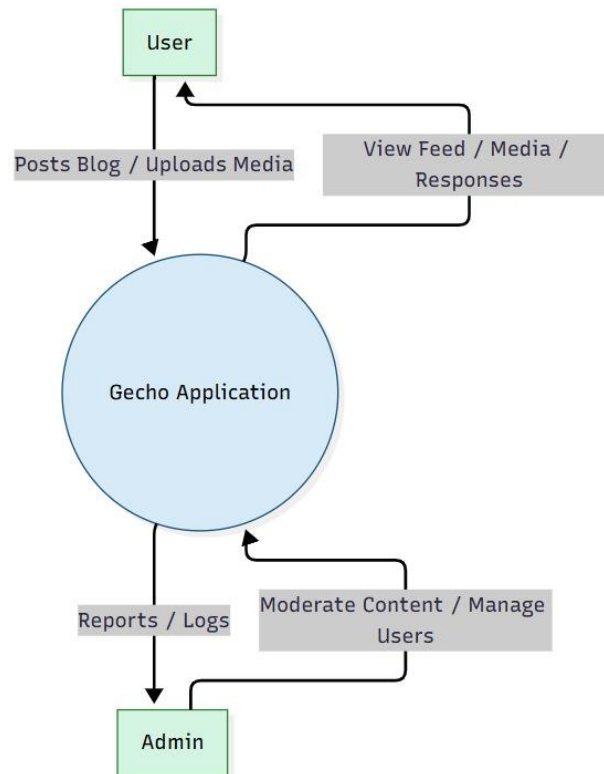 User
Posts Blog / Uploads Media
View Feed / Media /
Responses
Gecho Application
Reports / Logs
Moderate Content / Manage
Users
Admin